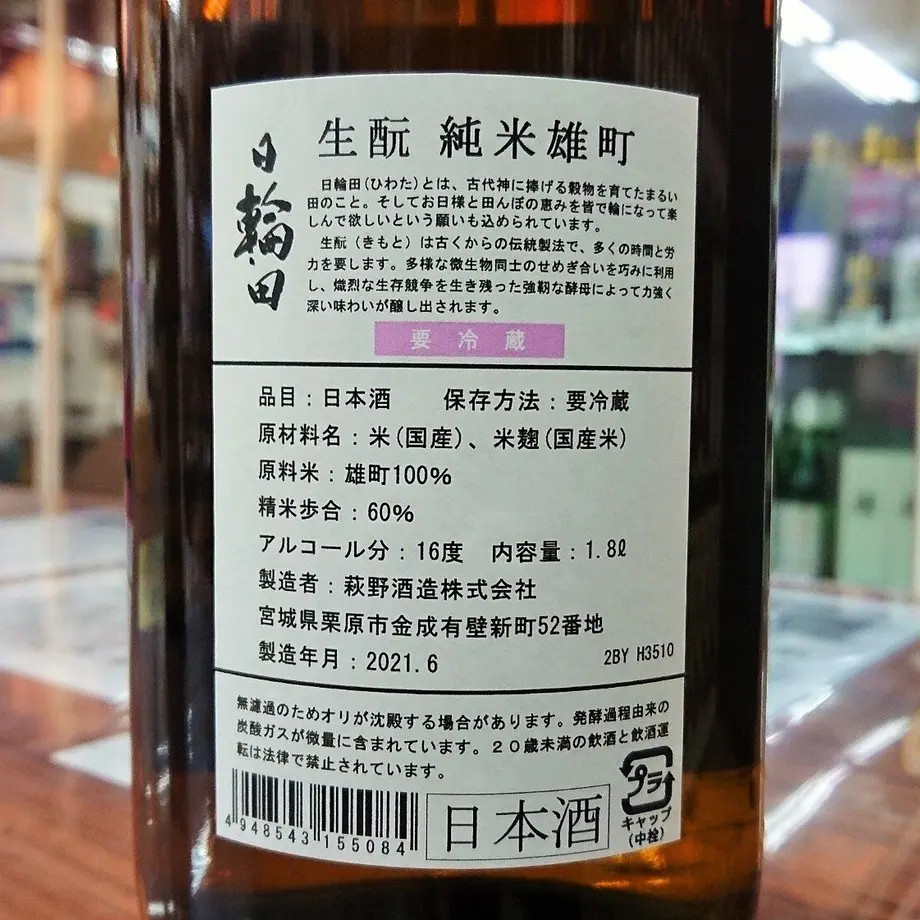 日輪田
生酛 純米雄町
日輪田(ひわた)とは、古代神に捧げる穀物を育てたまるい
田のこと。そしてお日様と田んぼの恵みを皆で輪になって楽
しんで欲しいという願いも込められています。
生酛（きもと）は古くからの伝統製法で、多くの時間と労
力を要します。多様な微生物同士のせめぎ合いを巧みに利用
し、熾烈な生存競争を生き残った強靭な酵母によって力強く
深い味わいが醸し出されます。
要冷蔵
品目：日本酒 保存方法：要冷蔵
原材料名：米(国産)、米麹(国産米)
原料米：雄町100%
精米歩合：60%
アルコール分：16度 内容量：1.8ℓ
製造者：萩野酒造株式会社
宮城県栗原市金成有壁新町52番地
製造年月：2021.6
2BY H3510
無濾過のためオリが沈殿する場合があります。発酵過程由来の
炭酸ガスが微量に含まれています。２０歳未満の飲酒と飲酒運
転は法律で禁止されています。
4948543155084
日本酒
プラ
キャップ
(中栓)